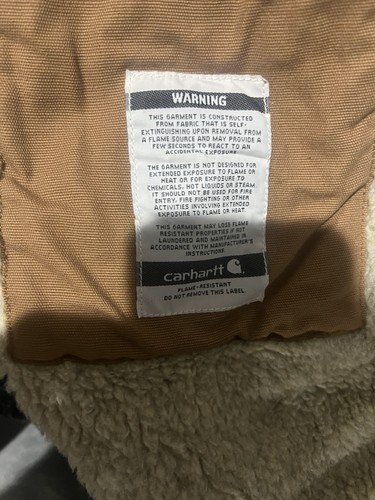 WARNING
THIS GARMENT IS CONSTRUCTED
FROM FABRIC THAT IS SELF-
EXTINGUISHING UPON REMOVAL FROM
A FLAME SOURCE AND MAY PROVIDE A
FEW SECONDS TO REACT TO AN
ACCIDENTAL EXPOSURE.
THE GARMENT IS NOT DESIGNED FOR
EXTENDED EXPOSURE TO FLAME OR
HEAT OR FOR EXPOSURE TO
CHEMICALS, HOT LIQUIDS OR STEAM.
IT SHOULD NOT BE USED FOR FIRE
ENTRY, FIRE FIGHTING OR OTHER
ACTIVITIES INVOLVING EXTENDED
EXPOSURE TO FLAME OR HEAT.
THIS GARMENT MAY LOSE FLAME
RESISTANT PROPERTIES IF NOT
LAUNDERED AND MAINTAINED IN
ACCORDANCE WITH MANUFACTURER'S
INSTRUCTIONS.
carhartt
FLAME-RESISTANT
DO NOT REMOVE THIS LABEL.